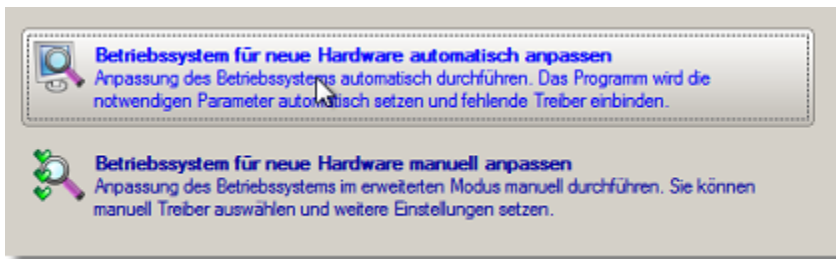 Betriebssystem für neue Hardware automatisch anpassen
Anpassung des Betriebssystems automatisch durchführen. Das Programm wird die
notwendigen Parameter automatisch setzen und fehlende Treiber einbinden.
Betriebssystem für neue Hardware manuell anpassen
Anpassung des Betriebssystems im erweiterten Modus manuell durchführen. Sie können
manuell Treiber auswählen und weitere Einstellungen setzen.